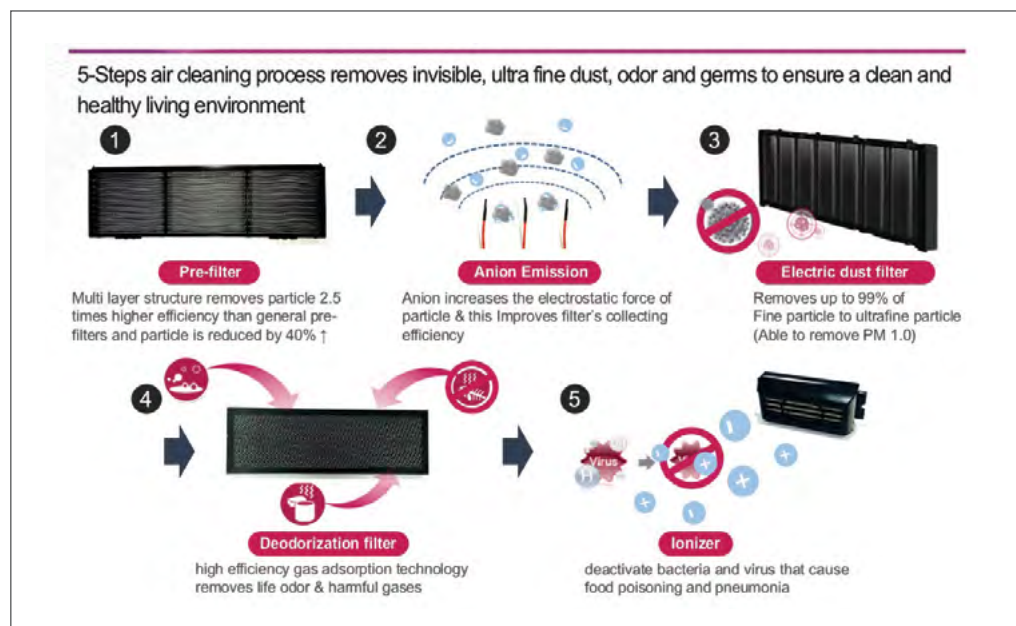 5-Steps air cleaning process removes invisible, ultra fine dust, odor and germs to ensure a clean and
healthy living environment
1
Pre-filter
Multi layer structure removes particle 2.5
times higher efficiency than general pre-
filters and particle is reduced by 40% ↑
2
Anion Emission
Anion increases the electrostatic force of
particle & this Improves filter's collecting
efficiency
3
Electric dust filter
Removes up to 99% of
Fine particle to ultrafine particle
(Able to remove PM 1.0)
4
Deodorization filter
high efficiency gas adsorption technology
removes life odor & harmful gases
5
Virus
H
Ionizer
deactivate bacteria and virus that cause
food poisoning and pneumonia